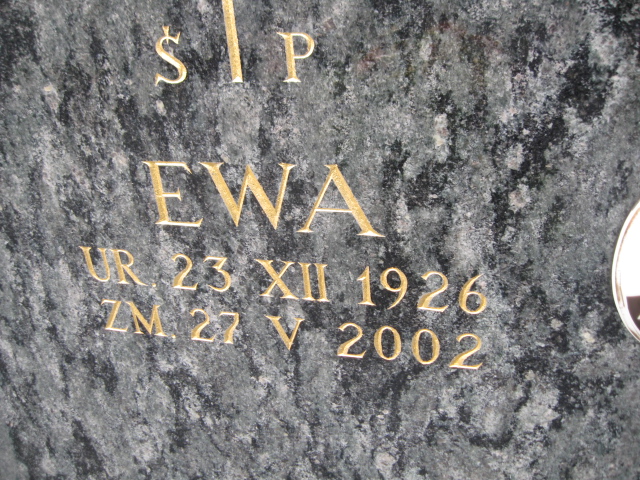 Ś P
EWA
UR. 23 XII 1926
ZM. 27 V 2002